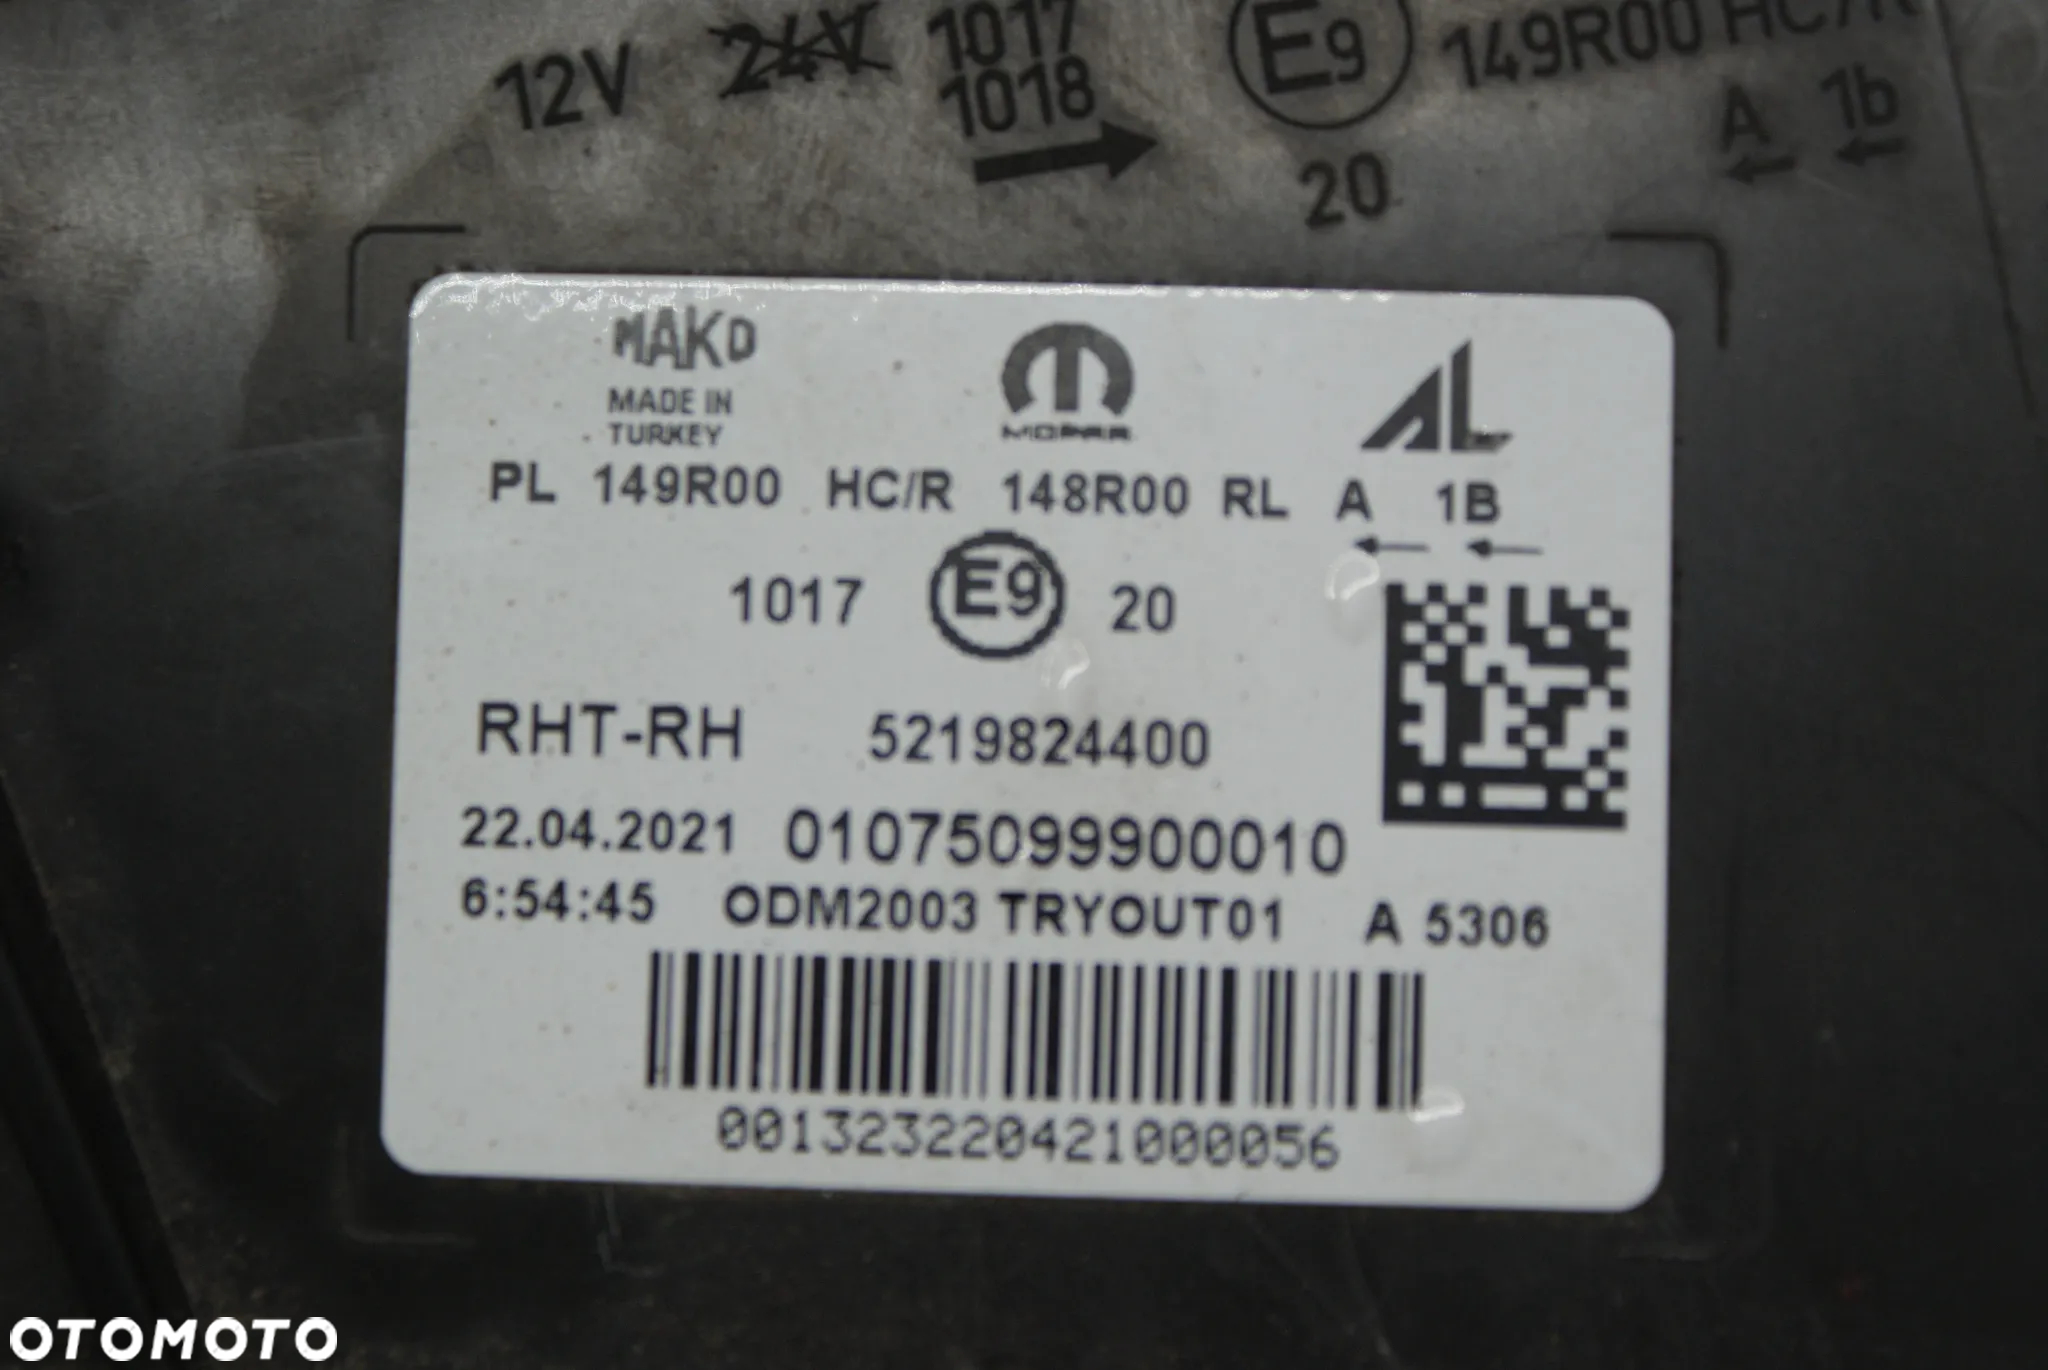 12V 24V 1017 E9 149R00 HC/R
1018 A 1b
20
MAKO MOPAR AL
MADE IN
TURKEY
PL 149R00 HC/R 148R00 RL A 1B
1017 E9 20
RHT-RH 5219824400
22.04.2021 01075099900010
6:54:45 ODM2003 TRYOUT01 A 5306
001323220421000056
OTOMOTO